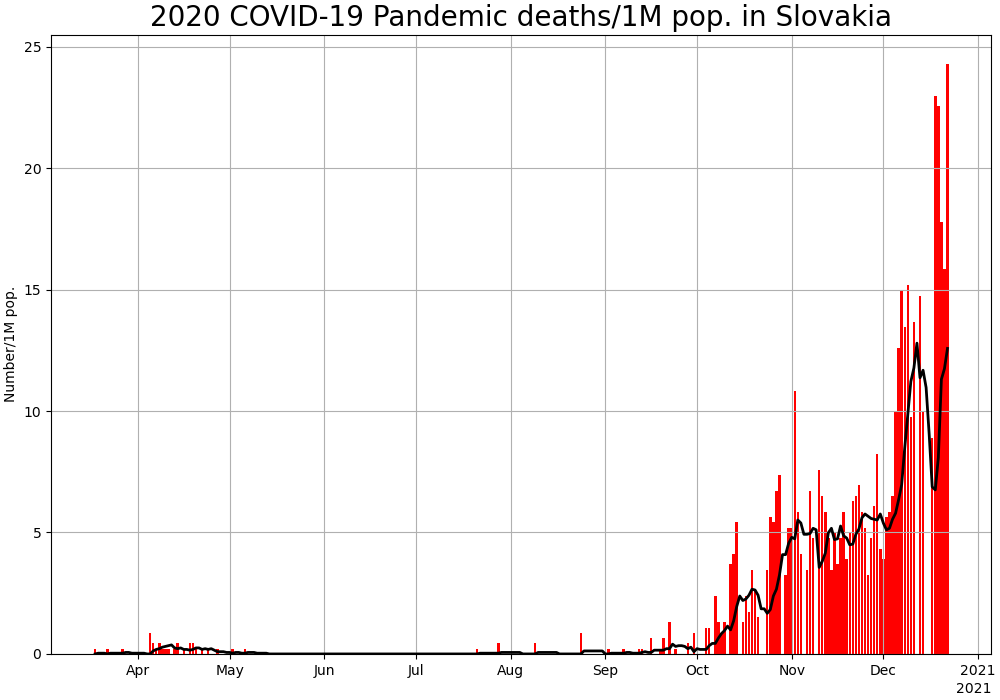 2020 COVID-19 Pandemic deaths/1M pop. in Slovakia
Number/1M pop.
25
20
15
10
5
0
Apr May Jun Jul Aug Sep Oct Nov Dec 2021
2021